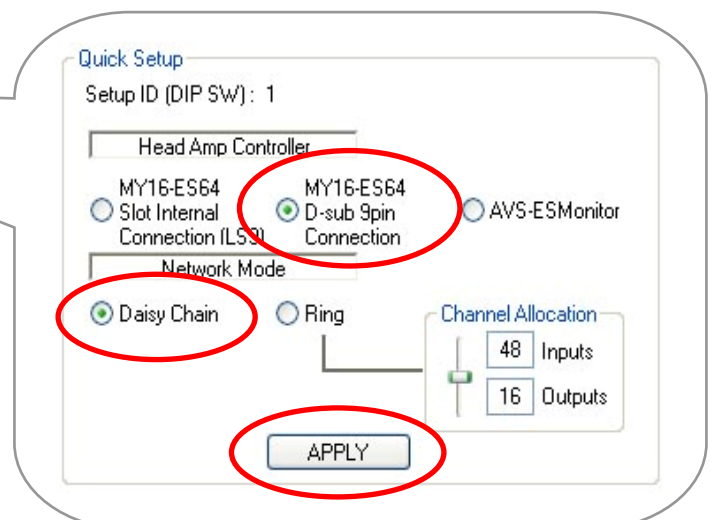 Quick Setup
Setup ID (DIP SW) : 1
Head Amp Controller
MY16-ES64
Slot Internal
Connection (LS9)
MY16-ES64
D-sub 9pin
Connection
AVS-ESMonitor
Network Mode
Daisy Chain
Ring
Channel Allocation
48 Inputs
16 Outputs
APPLY